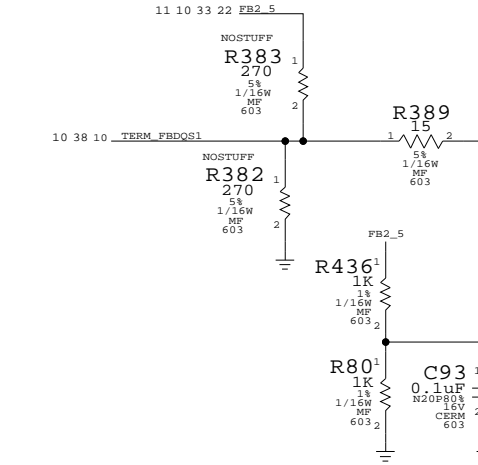 11 10 33 22 FB2_5
NOSTUFF
R383
270
5%
1/16W
MF
603
1
2
10 38 10 TERM_FBDQS1
R389
15
1
2
5%
1/16W
MF
603
NOSTUFF
R382
270
5%
1/16W
MF
603
1
2
FB2_5
R436
1K
1%
1/16W
MF
603
1
2
R80
1K
1%
1/16W
MF
603
1
2
C93
0.1uF
N20P80%
16V
CERM
603
1
2